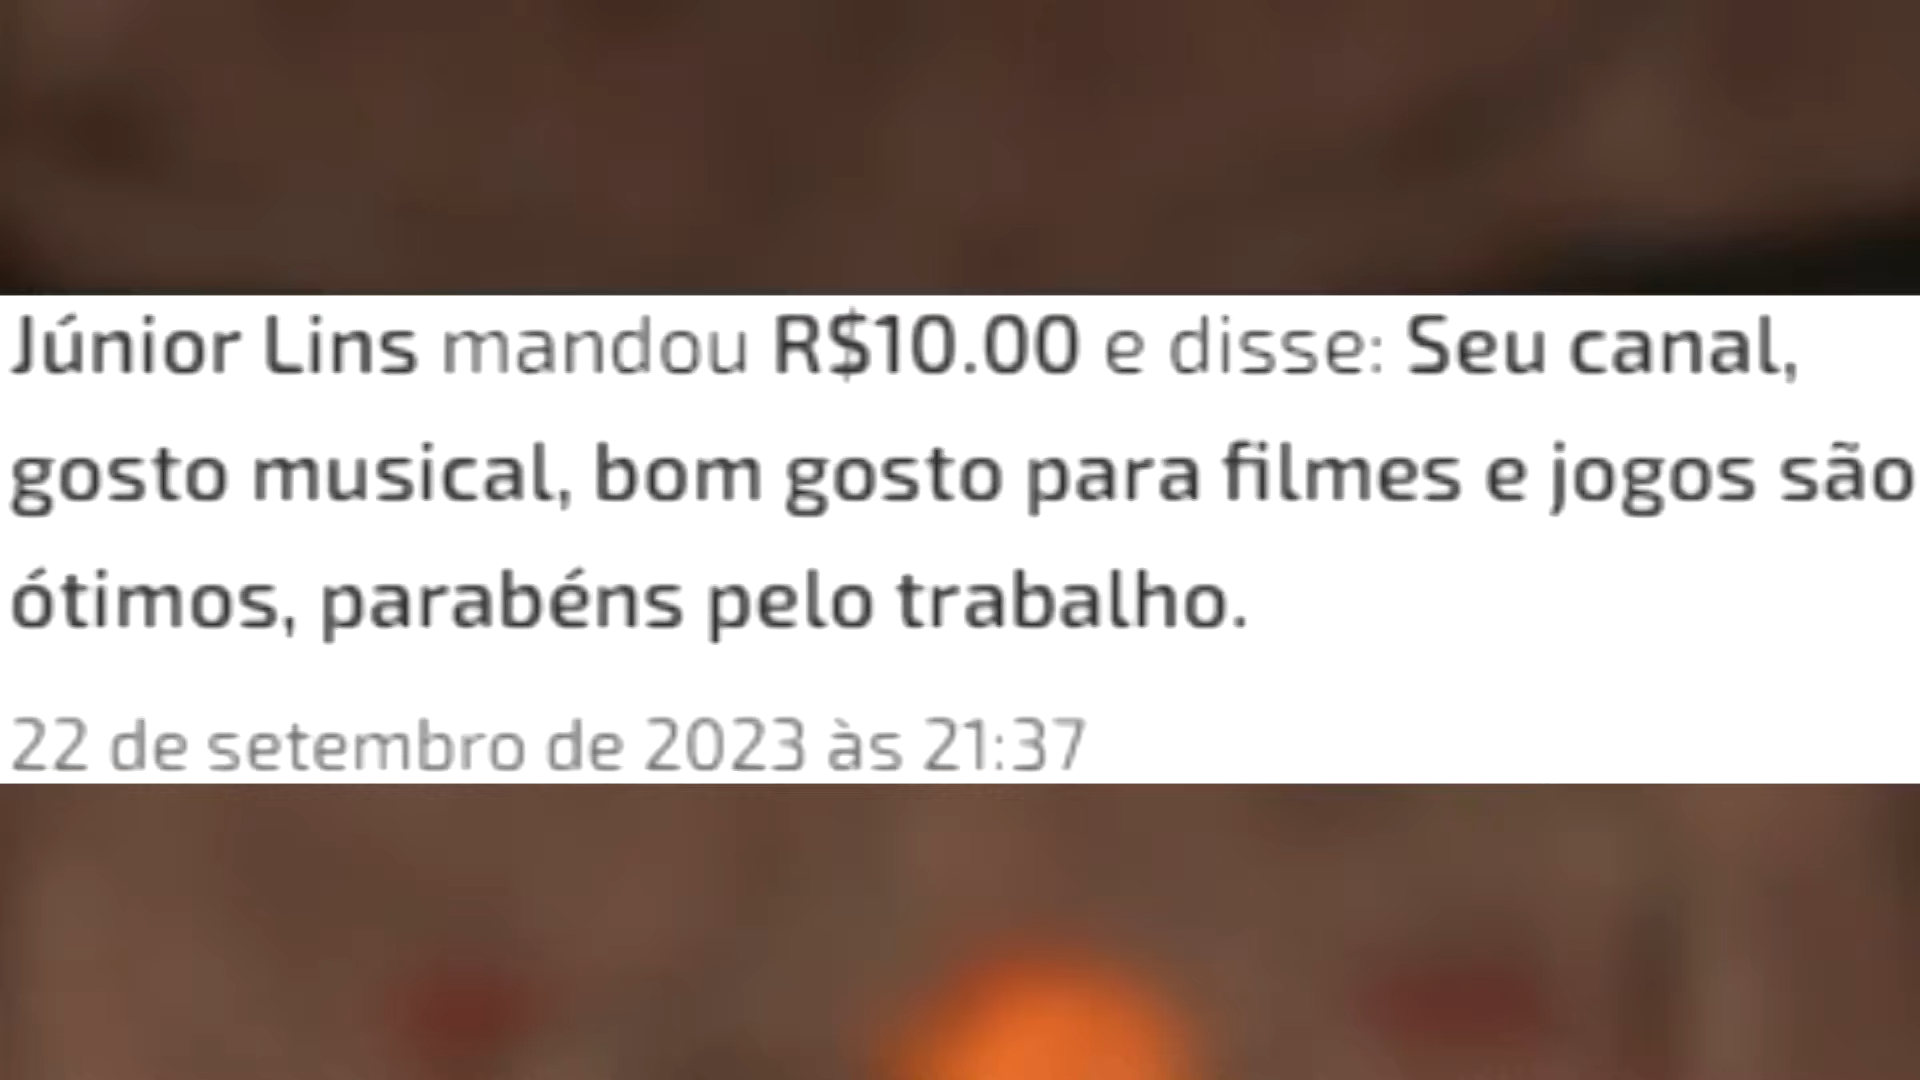 Júnior Lins mandou R$10.00 e disse: Seu canal,
gosto musical, bom gosto para filmes e jogos são
ótimos, parabéns pelo trabalho.
22 de setembro de 2023 às 21:37